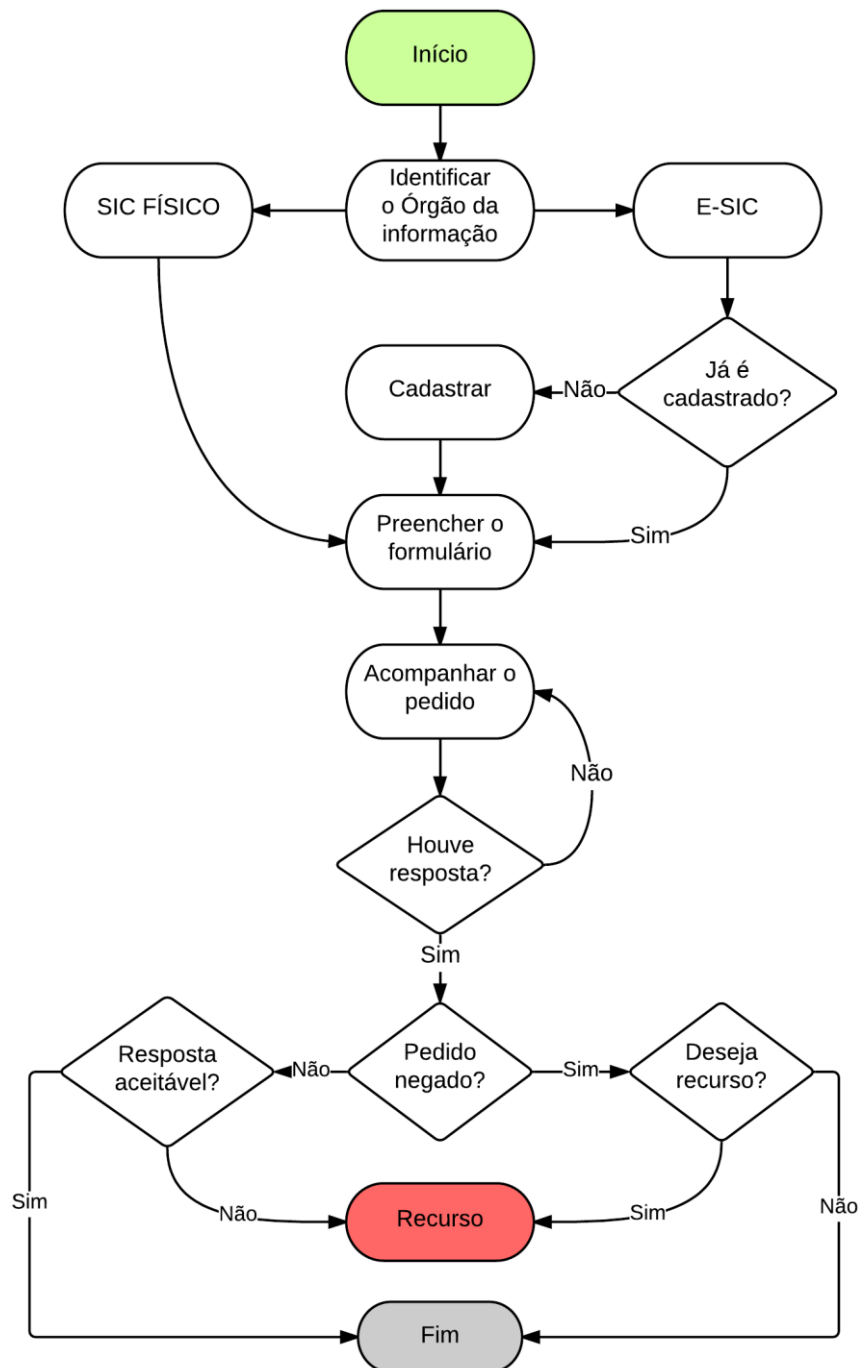 Início
SIC FÍSICO
Identificar
o Órgão da
informação
E-SIC
Cadastrar
Não
Já é
cadastrado?
Preencher o
formulário
Sim
Acompanhar o
pedido
Não
Houve
resposta?
Sim
Resposta
aceitável?
Não
Pedido
negado?
Sim
Deseja
recurso?
Sim
Não
Recurso
Sim
Não
Fim